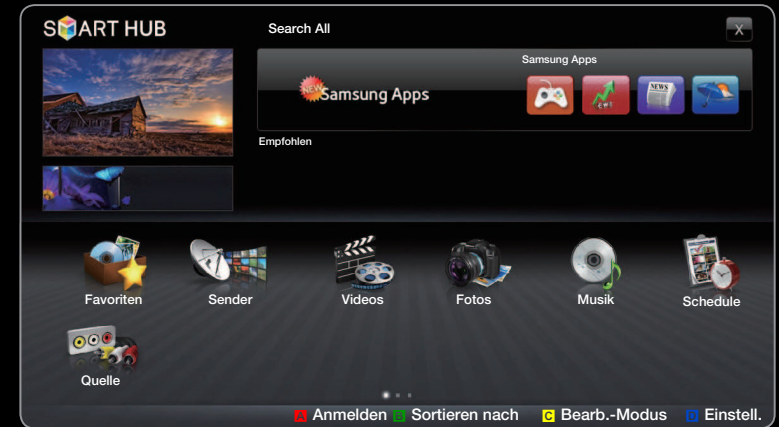 SMART HUB
Search All
X
Samsung Apps
NEW
Samsung Apps
NEWS
Empfohlen
Favoriten
Sender
Videos
Fotos
Musik
Schedule
Quelle
A Anmelden B Sortieren nach C Bearb.-Modus D Einstell.